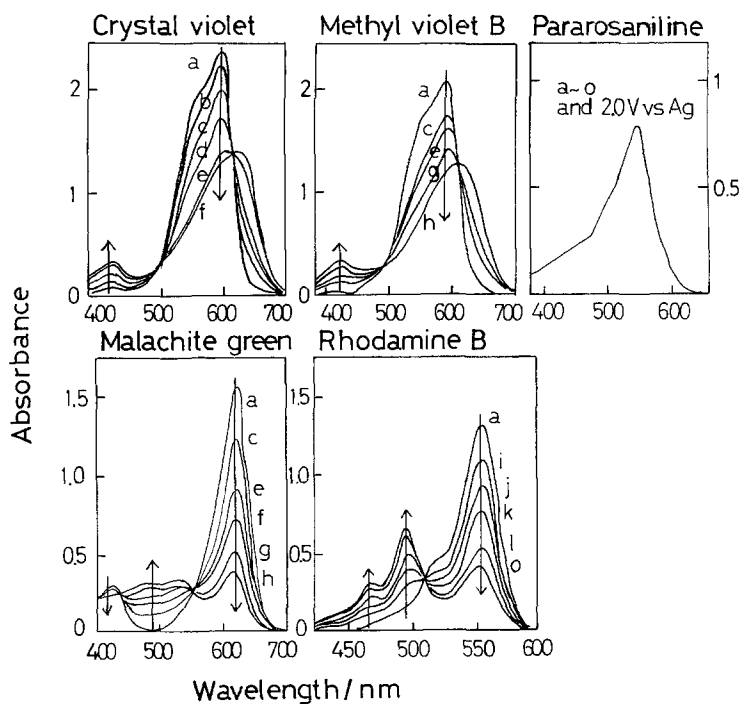 Crystal violet
Methyl violet B
Pararosaniline
2
1
0
a
b
c
d
e
f
400 500 600 700
2
1
0
a
c
e
g
h
400 500 600 700
a~o
and 2.0V vs Ag
1
0.5
400 500 600
Malachite green
Rhodamine B
1.5
1.0
0.5
0
a
c
e
f
g
h
400 500 600 700
1.5
1.0
0.5
0
a
i
j
k
l
o
450 500 550 600
Absorbance
Wavelength/nm